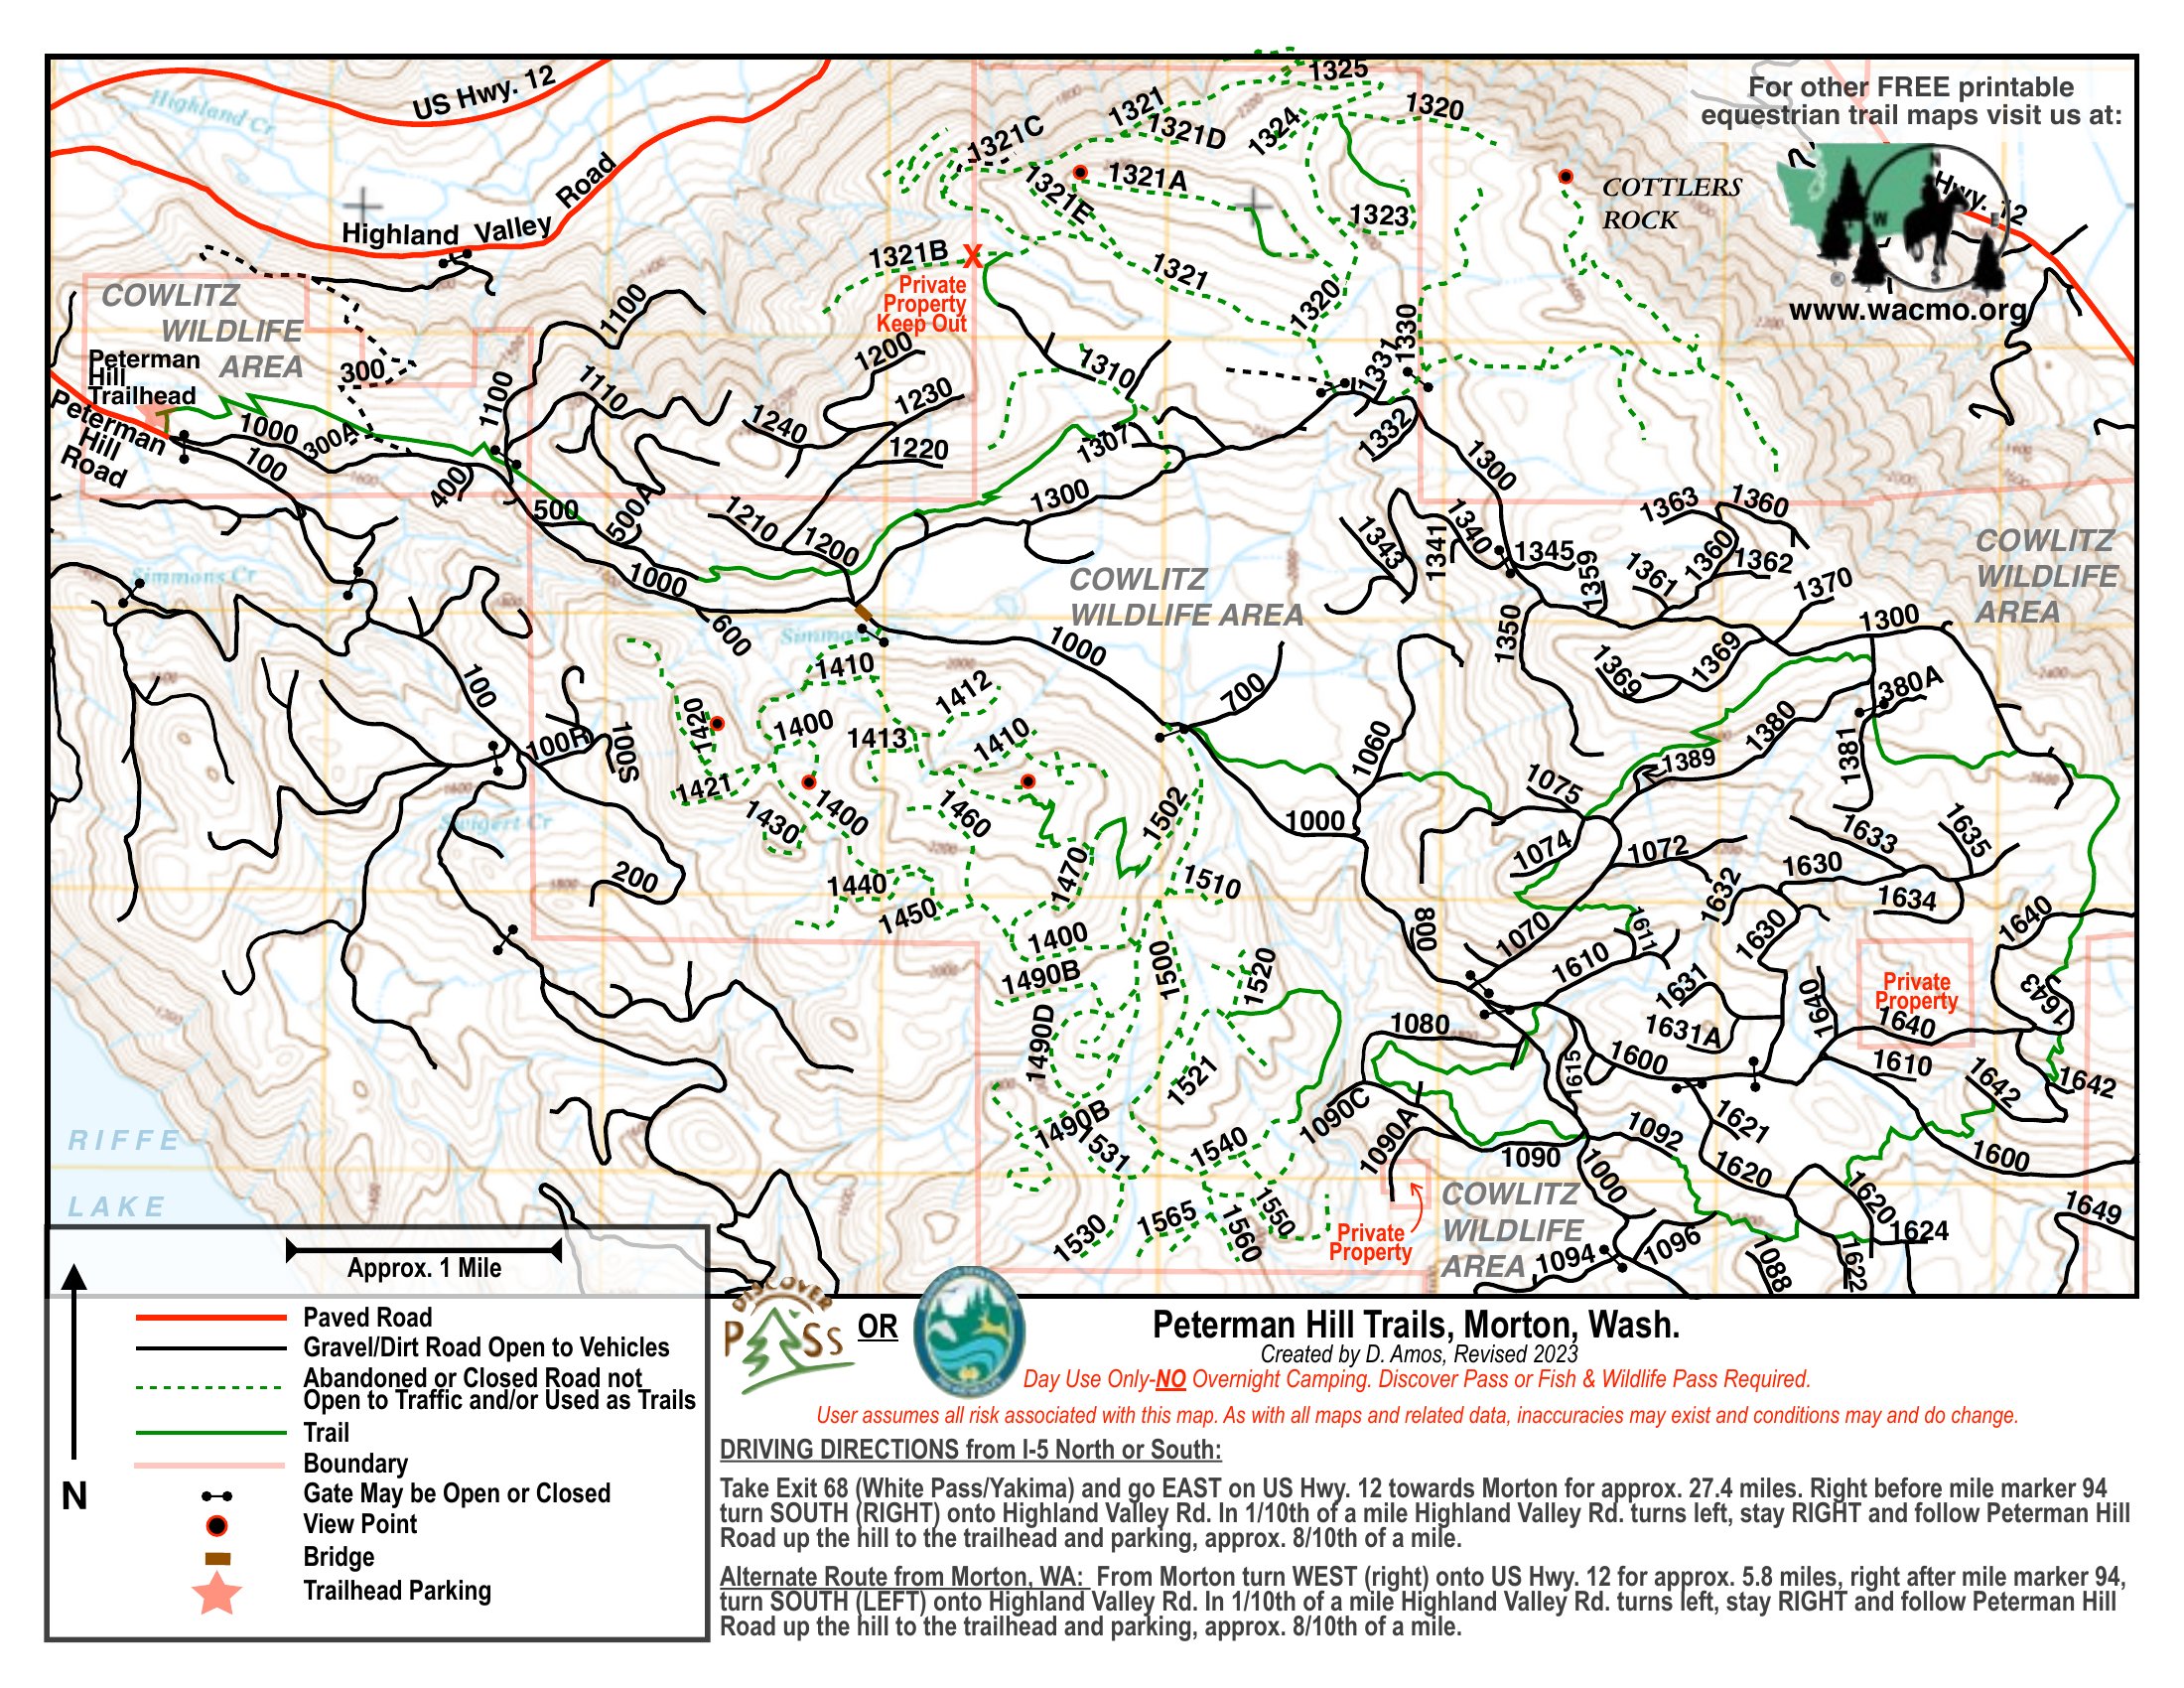 US Hwy. 12
Highland Cr
Highland Valley Road
For other FREE printable
equestrian trail maps visit us at:
N
W
E
S
Hwy. 12
www.wacmo.org
COTTLERS
ROCK
1325
1320
1321
1321C
1321D
1324
1321A
1321E
1323
1321B
X
Private
Property
Keep Out
1321
1320
1330
1331
1310
COWLITZ
WILDLIFE
AREA
Peterman
Hill
Trailhead
Peterman
Hill
Road
300
1100
1100
1110
1200
1230
1240
1220
1307
1332
1300
1000
300A
100
400
500
500A
1210
1200
1300
1343
1341
1340
1345
1359
1363
1360
1361
1360
1362
1370
COWLITZ
WILDLIFE
AREA
COWLITZ
WILDLIFE AREA
Simmons Cr
1000
600
Simmons
1000
1350
1369
1369
1300
380A
100
1410
1412
1420
1400
1413
1410
700
1060
1380
1381
1389
100R
100S
1421
1430
1400
1460
1502
1000
1075
1074
1072
1633
1635
Swigert Cr
200
1440
1450
1470
1510
800
1632
1630
1634
1070
1611
1630
1640
1400
1490B
1500
1520
1610
1631
1640
Private
Property
1643
1490D
1521
1080
1631A
1640
1615
1600
1610
1642
1642
1490B
1531
1540
1090C
1090A
1090
1092
1621
1600
1530
1565
1560
1550
Private
Property
COWLITZ
WILDLIFE
AREA
1000
1620
1620
1649
1094
1096
1088
1622
1624
RIFFE
LAKE
Approx. 1 Mile
N
Paved Road
Gravel/Dirt Road Open to Vehicles
Abandoned or Closed Road not
Open to Traffic and/or Used as Trails
Trail
Boundary
Gate May be Open or Closed
View Point
Bridge
Trailhead Parking
DISCOVER
PASS
OR
Peterman Hill Trails, Morton, Wash.
Created by D. Amos, Revised 2023
Day Use Only-NO Overnight Camping. Discover Pass or Fish & Wildlife Pass Required.
User assumes all risk associated with this map. As with all maps and related data, inaccuracies may exist and conditions may and do change.
DRIVING DIRECTIONS from I-5 North or South:
Take Exit 68 (White Pass/Yakima) and go EAST on US Hwy. 12 towards Morton for approx. 27.4 miles. Right before mile marker 94
turn SOUTH (RIGHT) onto Highland Valley Rd. In 1/10th of a mile Highland Valley Rd. turns left, stay RIGHT and follow Peterman Hill
Road up the hill to the trailhead and parking, approx. 8/10th of a mile.
Alternate Route from Morton, WA: From Morton turn WEST (right) onto US Hwy. 12 for approx. 5.8 miles, right after mile marker 94,
turn SOUTH (LEFT) onto Highland Valley Rd. In 1/10th of a mile Highland Valley Rd. turns left, stay RIGHT and follow Peterman Hill
Road up the hill to the trailhead and parking, approx. 8/10th of a mile.